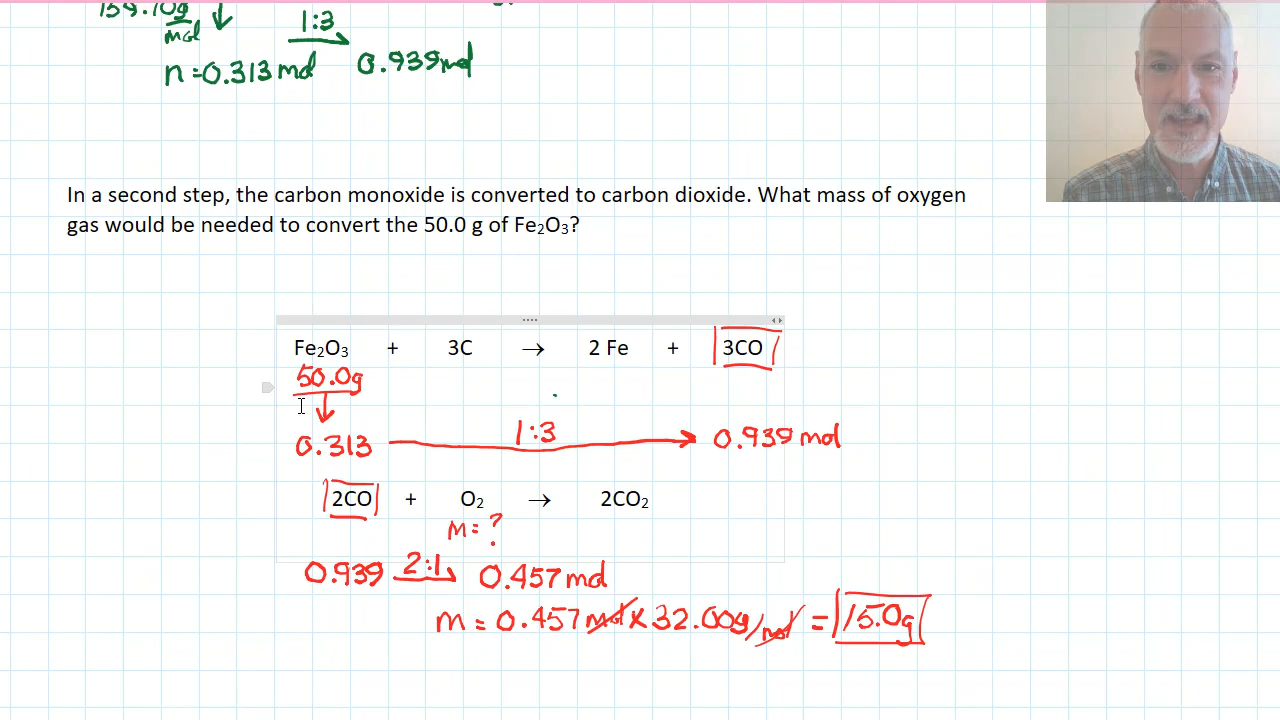 159.70g
mol
1:3
n=0.313 mol
0.939mol
In a second step, the carbon monoxide is converted to carbon dioxide. What mass of oxygen
gas would be needed to convert the 50.0 g of Fe₂O₃?
Fe₂O₃ + 3C → 2 Fe + 3CO
50.0g
↓
0.313 1:3 → 0.939 mol
2CO + O₂ → 2CO₂
m= ?
0.939 2:1 → 0.457 mol
m = 0.457 mol x 32.00g/mol = 15.0g